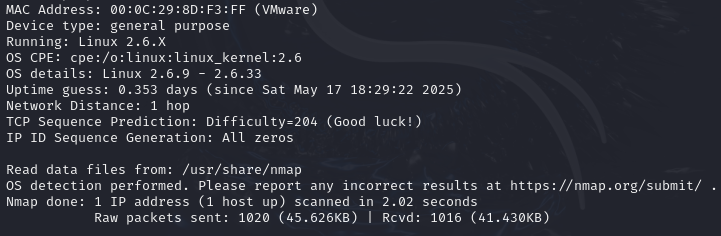 MAC Address: 00:0C:29:8D:F3:FF (VMware)
Device type: general purpose
Running: Linux 2.6.X
OS CPE: cpe:/o:linux:linux_kernel:2.6
OS details: Linux 2.6.9 - 2.6.33
Uptime guess: 0.353 days (since Sat May 17 18:29:22 2025)
Network Distance: 1 hop
TCP Sequence Prediction: Difficulty=204 (Good luck!)
IP ID Sequence Generation: All zeros
Read data files from: /usr/share/nmap
OS detection performed. Please report any incorrect results at https://nmap.org/submit/ .
Nmap done: 1 IP address (1 host up) scanned in 2.02 seconds
Raw packets sent: 1020 (45.626KB) | Rcvd: 1016 (41.430KB)